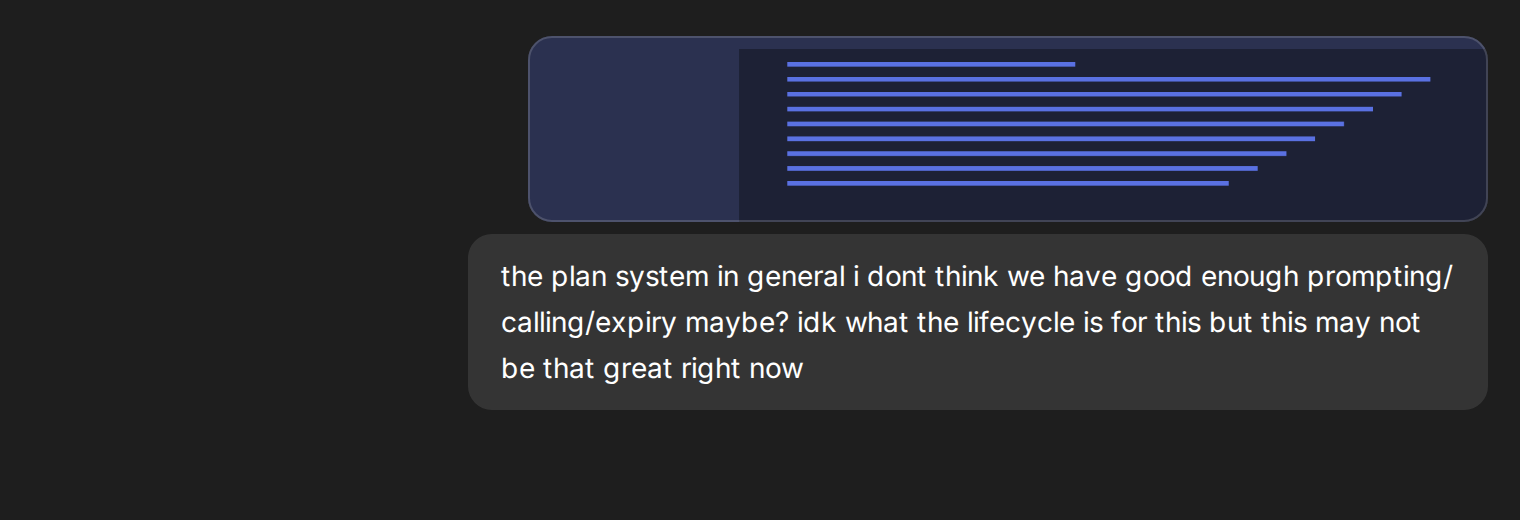 the plan system in general i dont think we have good enough prompting/
calling/expiry maybe? idk what the lifecycle is for this but this may not
be that great right now